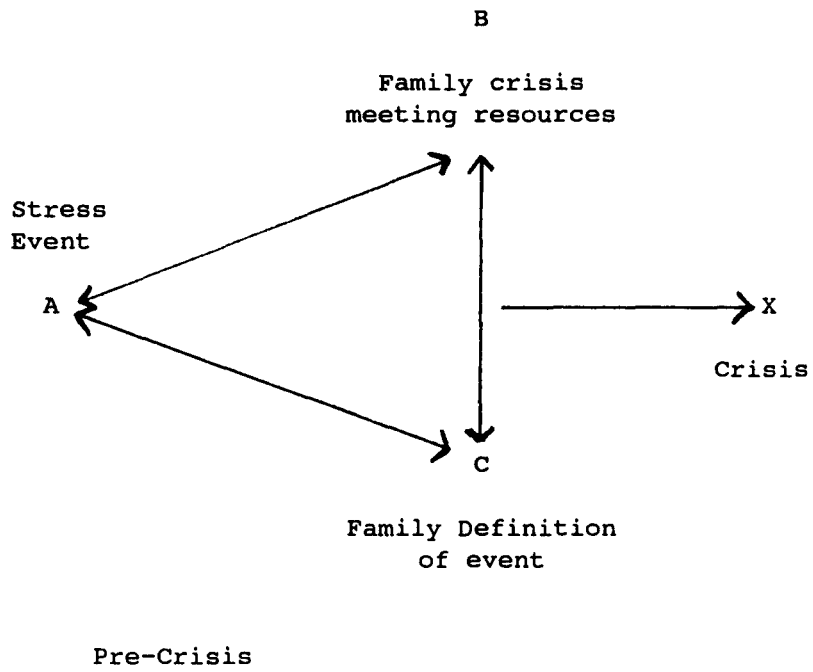 B
Family crisis
meeting resources
Stress
Event
A
X
Crisis
C
Family Definition
of event
Pre-Crisis